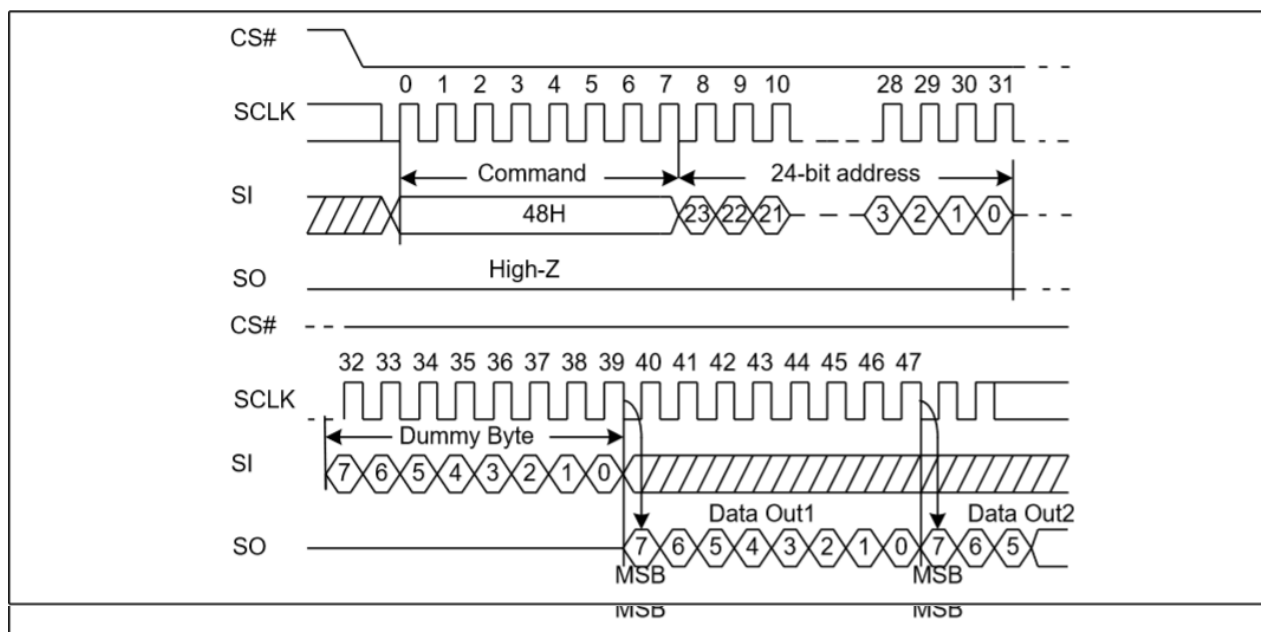 CS#
0 1 2 3 4 5 6 7 8 9 10 28 29 30 31
SCLK
Command 24-bit address
SI
48H 23 22 21 3 2 1 0
High-Z
SO
CS#
32 33 34 35 36 37 38 39 40 41 42 43 44 45 46 47
SCLK
Dummy Byte
SI
7 6 5 4 3 2 1 0
Data Out1 Data Out2
SO
7 6 5 4 3 2 1 0 7 6 5
MSB MSB
MSB MSB